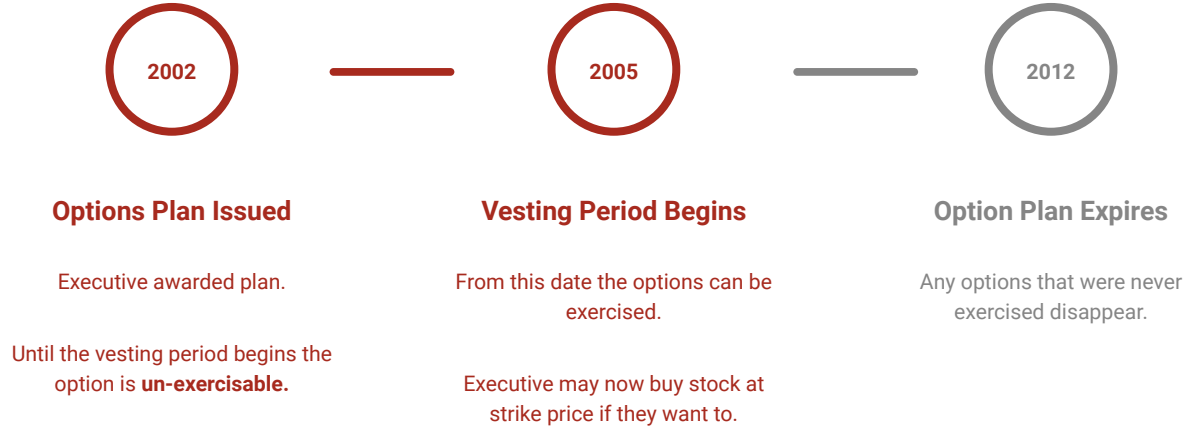 2002
2005
2012
Options Plan Issued
Executive awarded plan.
Until the vesting period begins the
option is un-exercisable.
Vesting Period Begins
From this date the options can be
exercised.
Executive may now buy stock at
strike price if they want to.
Option Plan Expires
Any options that were never
exercised disappear.